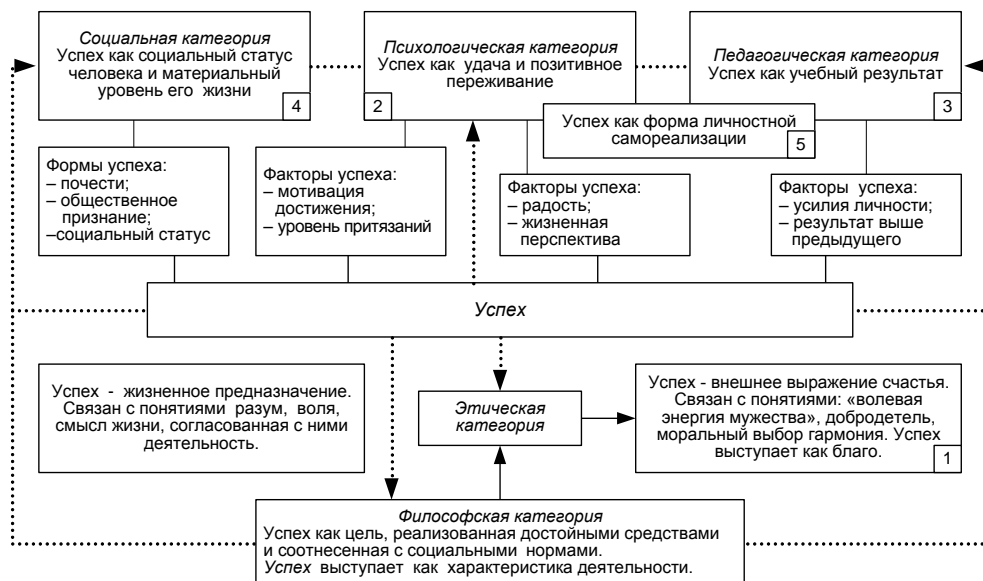 Социальная категория
Успех как социальный статус
человека и материальный
уровень его жизни
4
Психологическая категория
Успех как удача и позитивное
переживание
2
Педагогическая категория
Успех как учебный результат
3
Успех как форма личностной
самореализации
5
Формы успеха:
– почести;
– общественное
признание;
–социальный статус
Факторы успеха:
– мотивация
достижения;
– уровень притязаний
Факторы успеха:
– радость;
– жизненная
перспектива
Факторы успеха:
– усилия личности;
– результат выше
предыдущего
Успех
Успех - жизненное предназначение.
Связан с понятиями разум, воля,
смысл жизни, согласованная с ними
деятельность.
Этическая
категория
Успех - внешнее выражение счастья.
Связан с понятиями: «волевая
энергия мужества», добродетель,
моральный выбор гармония. Успех
выступает как благо.
1
Философская категория
Успех как цель, реализованная достойными средствами
и соотнесенная с социальными нормами.
Успех выступает как характеристика деятельности.